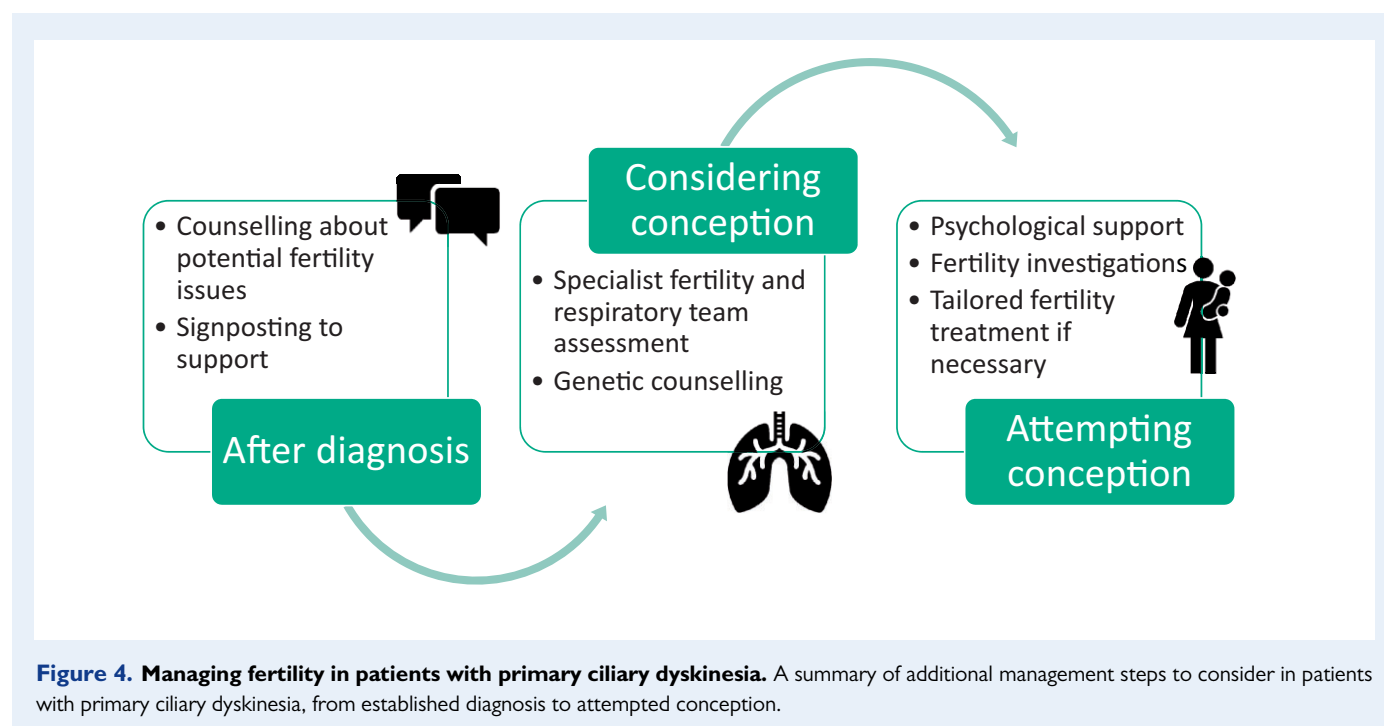 • Counselling about
potential fertility
issues
• Signposting to
support
After diagnosis
Considering
conception
• Specialist fertility and
respiratory team
assessment
• Genetic counselling
• Psychological support
• Fertility investigations
• Tailored fertility
treatment if
necessary
Attempting
conception
Figure 4. Managing fertility in patients with primary ciliary dyskinesia. A summary of additional management steps to consider in patients
with primary ciliary dyskinesia, from established diagnosis to attempted conception.